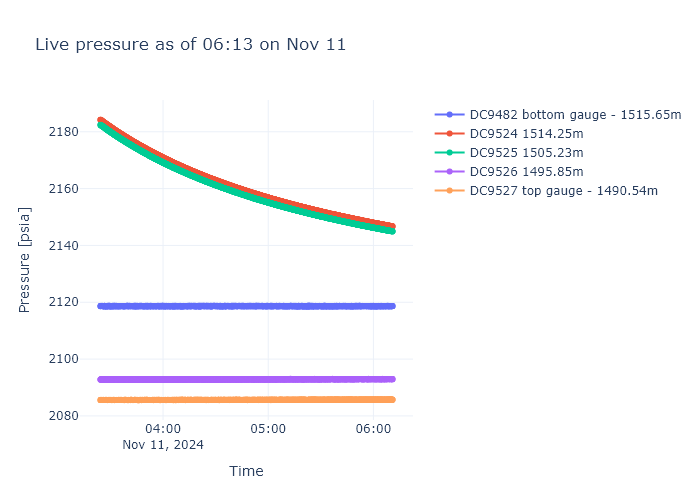 Live pressure as of 06:13 on Nov 11
DC9482 bottom gauge - 1515.65m
DC9524 1514.25m
DC9525 1505.23m
DC9526 1495.85m
DC9527 top gauge - 1490.54m
Pressure [psia]
2180
2160
2140
2120
2100
2080
04:00
05:00
06:00
Nov 11, 2024
Time